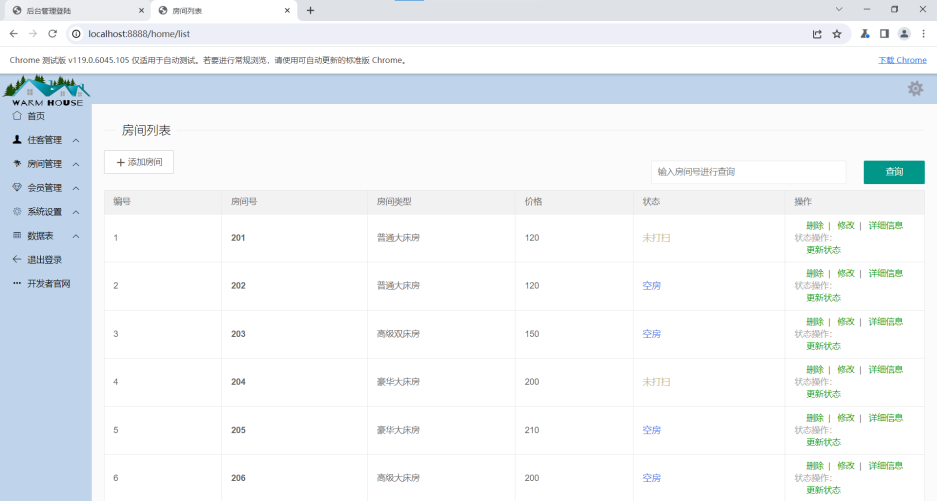 后台管理登陆
房间列表
localhost:8888/home/list
Chrome 测试版 v119.0.6045.105 仅适用于自动测试。若要进行常规浏览，请使用可自动更新的标准版 Chrome。
下载 Chrome
WARM HOUSE
首页
住客管理
房间管理
会员管理
系统设置
数据表
退出登录
开发者官网
房间列表
添加房间
输入房间号进行查询
查询
编号 房间号 房间类型 价格 状态 操作
1 201 普通大床房 120 未打扫 删除 | 修改 | 详细信息
状态操作:
更新状态
2 202 普通大床房 120 空房 删除 | 修改 | 详细信息
状态操作:
更新状态
3 203 高级双床房 150 空房 删除 | 修改 | 详细信息
状态操作:
更新状态
4 204 豪华大床房 200 未打扫 删除 | 修改 | 详细信息
状态操作:
更新状态
5 205 豪华大床房 210 空房 删除 | 修改 | 详细信息
状态操作:
更新状态
6 206 高级大床房 200 空房 删除 | 修改 | 详细信息
状态操作:
更新状态